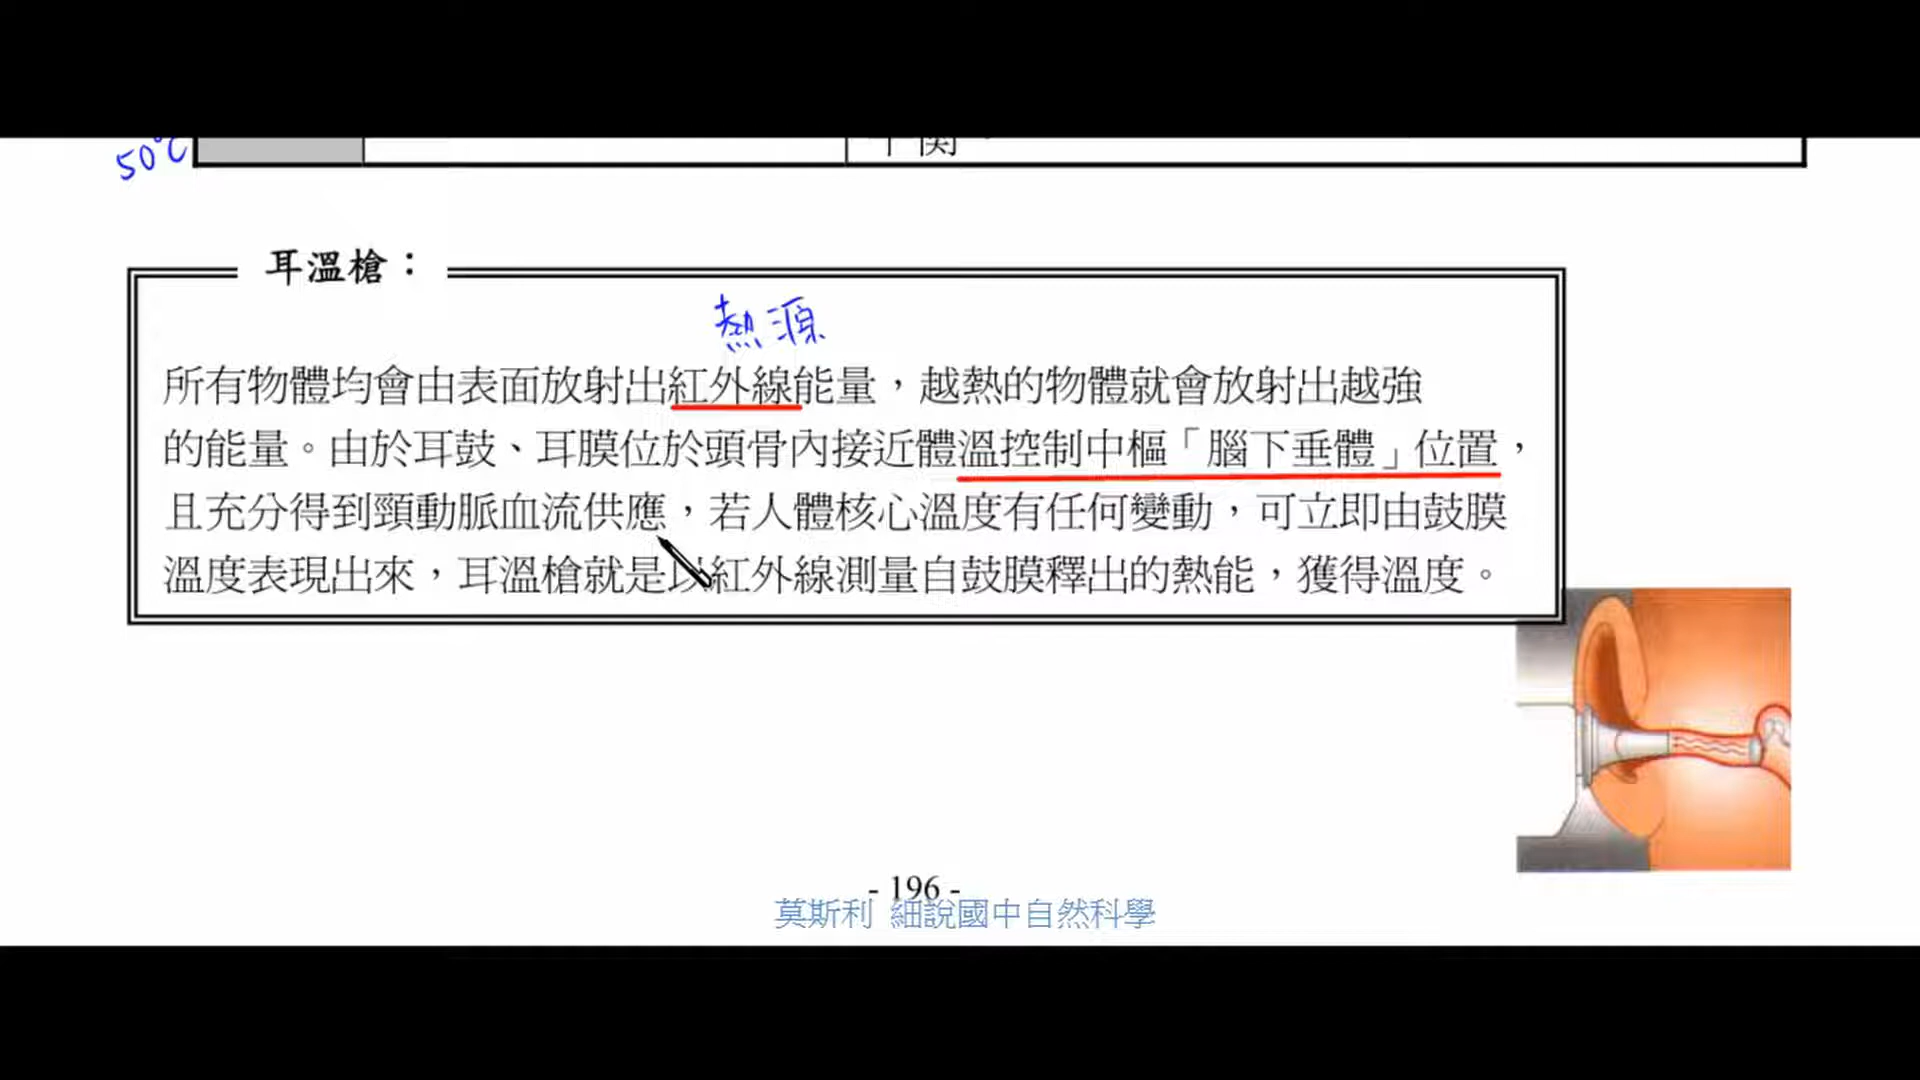 50°C
平衡。
耳溫槍：
熱源
所有物體均會由表面放射出紅外線能量，越熱的物體就會放射出越強
的能量。由於耳鼓、耳膜位於頭骨內接近體溫控制中樞「腦下垂體」位置，
且充分得到頸動脈血流供應，若人體核心溫度有任何變動，可立即由鼓膜
溫度表現出來，耳溫槍就是以紅外線測量自鼓膜釋出的熱能，獲得溫度。
- 196 -
莫斯利 細說國中自然科學